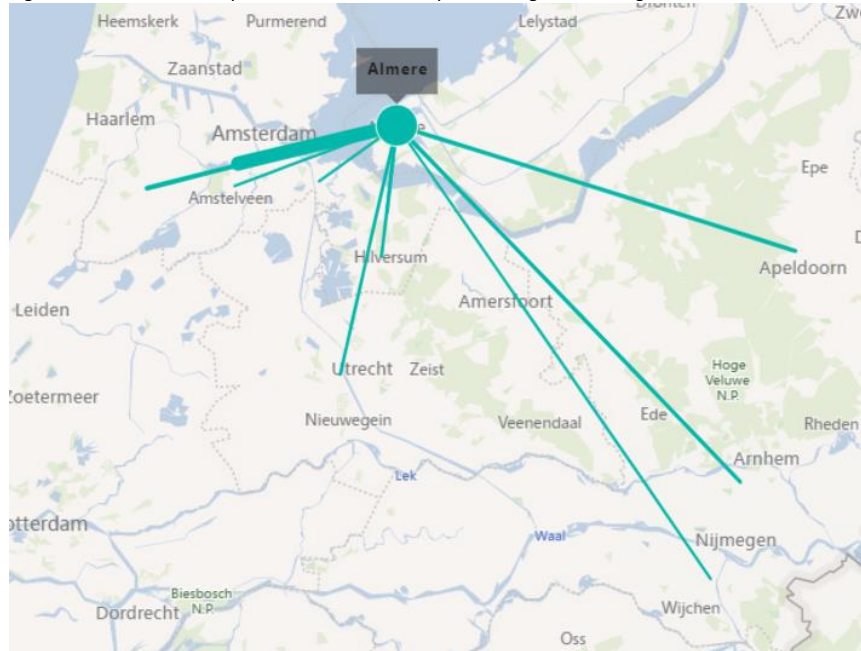 Heemskerk
Purmerend
Lelystad
Zaanstad
Almere
Haarlem
Amsterdam
Epe
Amstelveen
Hilversum
Apeldoorn
Leiden
Amersfoort
Utrecht
Zeist
Hoge
Veluwe
N.P.
Zoetermeer
Nieuwegein
Veenendaal
Ede
Rheden
Arnhem
Lek
otterdam
Waal
Nijmegen
Biesbosch
N.P.
Dordrecht
Wijchen
Oss